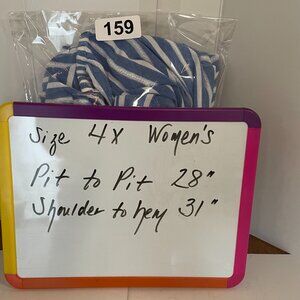 159
Size 4X Women's
Pit to Pit 28"
Shoulder to hem 31"